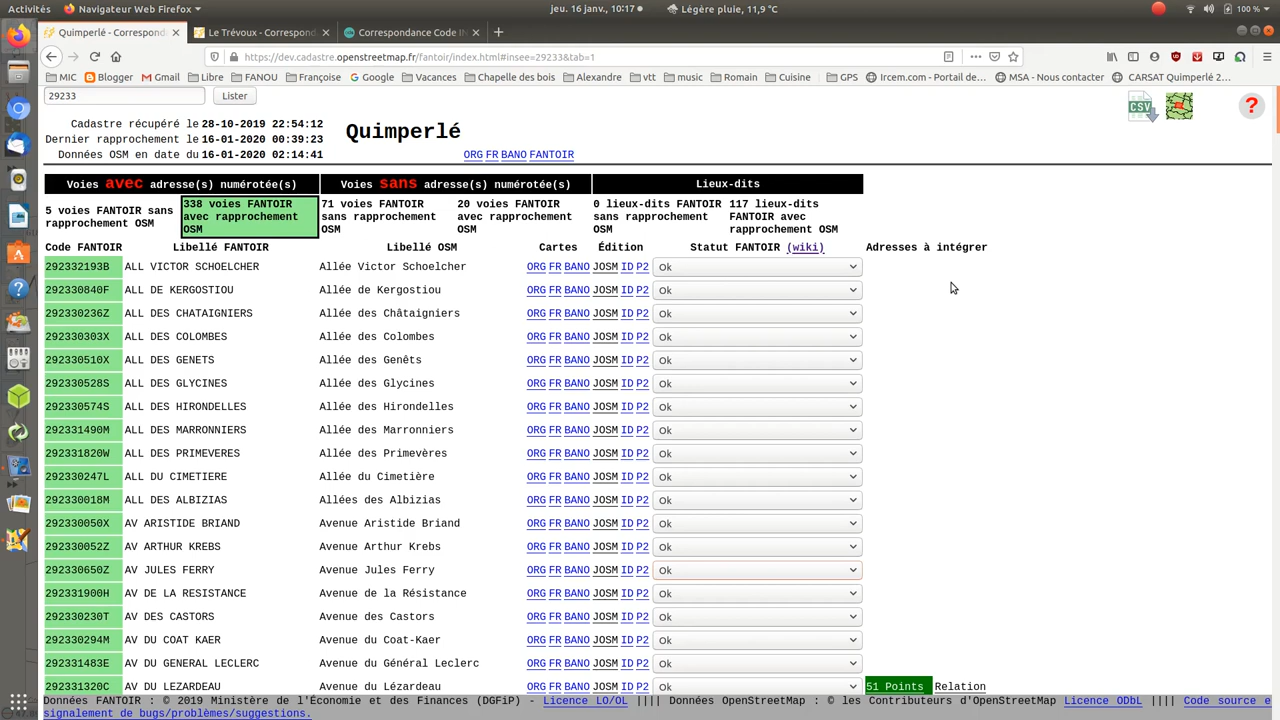 Activités Navigateur Web Firefox jeu. 16 janv., 10:17 Légère pluie, 11,9 °C 100 %
Quimperlé - Correspond Le Trévoux - Correspond Correspondance Code IN
https://dev.cadastre.openstreetmap.fr/fantoir/index.html#insee=29233&tab=1
MIC Blogger Gmail Libre FANOU Françoise Google Vacances Chapelle des bois Alexandre vtt music Romain Cuisine GPS Ircem.com - Portail de… MSA - Nous contacter CARSAT Quimperlé 2…
29233 Lister
CSV ?
Cadastre récupéré le 28-10-2019 22:54:12
Dernier rapprochement le 16-01-2020 00:39:23
Données OSM en date du 16-01-2020 02:14:41
Quimperlé
ORG FR BANO FANTOIR
Voies avec adresse(s) numérotée(s) Voies sans adresse(s) numérotée(s) Lieux-dits
5 voies FANTOIR sans rapprochement OSM
338 voies FANTOIR avec rapprochement OSM
71 voies FANTOIR sans rapprochement OSM
20 voies FANTOIR avec rapprochement OSM
0 lieux-dits FANTOIR sans rapprochement OSM
117 lieux-dits FANTOIR avec rapprochement OSM
Code FANTOIR Libellé FANTOIR Libellé OSM Cartes Édition Statut FANTOIR (wiki) Adresses à intégrer
292332193B ALL VICTOR SCHOELCHER Allée Victor Schoelcher ORG FR BANO JOSM ID P2 Ok
292330840F ALL DE KERGOSTIOU Allée de Kergostiou ORG FR BANO JOSM ID P2 Ok
292330236Z ALL DES CHATAIGNIERS Allée des Châtaigniers ORG FR BANO JOSM ID P2 Ok
292330303X ALL DES COLOMBES Allée des Colombes ORG FR BANO JOSM ID P2 Ok
292330510X ALL DES GENETS Allée des Genêts ORG FR BANO JOSM ID P2 Ok
292330528S ALL DES GLYCINES Allée des Glycines ORG FR BANO JOSM ID P2 Ok
292330574S ALL DES HIRONDELLES Allée des Hirondelles ORG FR BANO JOSM ID P2 Ok
292331490M ALL DES MARRONNIERS Allée des Marronniers ORG FR BANO JOSM ID P2 Ok
292331820W ALL DES PRIMEVERES Allée des Primevères ORG FR BANO JOSM ID P2 Ok
292330247L ALL DU CIMETIERE Allée du Cimetière ORG FR BANO JOSM ID P2 Ok
292330018M ALL DES ALBIZIAS Allées des Albizias ORG FR BANO JOSM ID P2 Ok
292330050X AV ARISTIDE BRIAND Avenue Aristide Briand ORG FR BANO JOSM ID P2 Ok
292330052Z AV ARTHUR KREBS Avenue Arthur Krebs ORG FR BANO JOSM ID P2 Ok
292330650Z AV JULES FERRY Avenue Jules Ferry ORG FR BANO JOSM ID P2 Ok
292331900H AV DE LA RESISTANCE Avenue de la Résistance ORG FR BANO JOSM ID P2 Ok
292330230T AV DES CASTORS Avenue des Castors ORG FR BANO JOSM ID P2 Ok
292330294M AV DU COAT KAER Avenue du Coat-Kaer ORG FR BANO JOSM ID P2 Ok
292331483E AV DU GENERAL LECLERC Avenue du Général Leclerc ORG FR BANO JOSM ID P2 Ok
292331320C AV DU LEZARDEAU Avenue du Lézardeau ORG FR BANO JOSM ID P2 Ok 51 Points Relation
Données FANTOIR : © 2019 Ministère de l'Économie et des Finances (DGFiP) - Licence LO/OL |||| Données OpenStreetMap : © les Contributeurs d'OpenStreetMap Licence ODbL |||| Code source e
signalement de bugs/problèmes/suggestions.